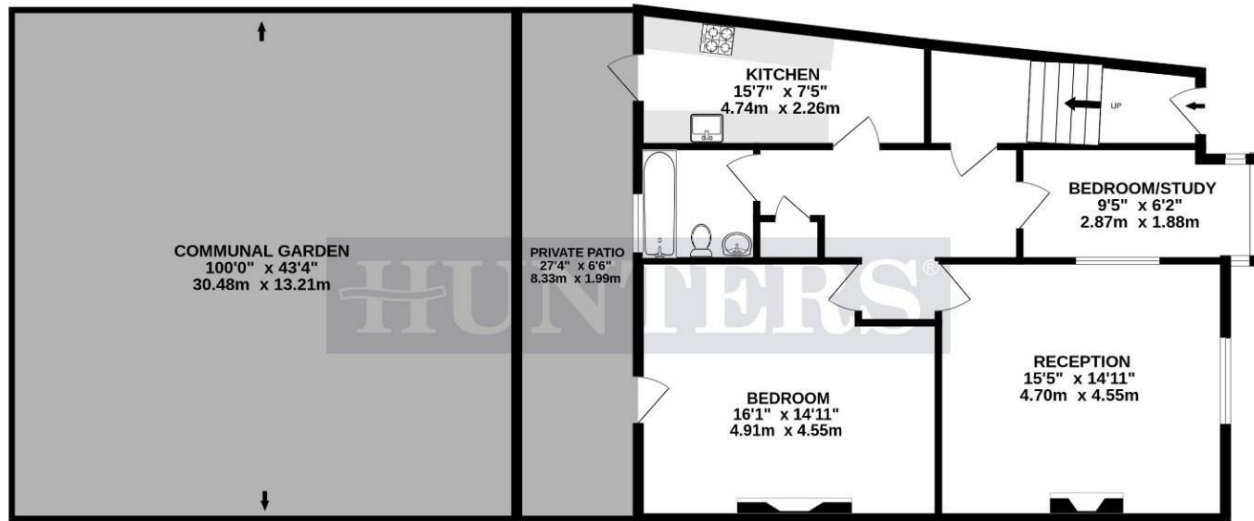 KITCHEN
15'7" x 7'5"
4.74m x 2.26m
UP
BEDROOM/STUDY
9'5" x 6'2"
2.87m x 1.88m
COMMUNAL GARDEN
100'0" x 43'4"
30.48m x 13.21m
PRIVATE PATIO
27'4" x 6'6"
8.33m x 1.99m
HUNTERS®
BEDROOM
16'1" x 14'11"
4.91m x 4.55m
RECEPTION
15'5" x 14'11"
4.70m x 4.55m